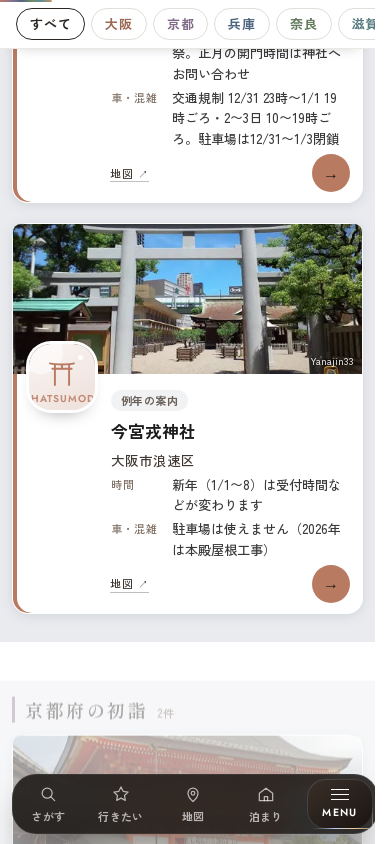 すべて
大阪
京都
兵庫
奈良
滋賀
祭。正月の開門時間は神社へ
お問い合わせ
車・混雑
交通規制 12/31 23時〜1/1 19
時ごろ・2〜3日 10〜19時ご
ろ。駐車場は12/31〜1/3閉鎖
地図 ↗
→
Yanajin33
HATSUMOD
例年の案内
今宮戎神社
大阪市浪速区
時間
新年（1/1〜8）は受付時間な
どが変わります
車・混雑
駐車場は使えません（2026年
は本殿屋根工事）
地図 ↗
→
京都府の初詣 2件
さがす
行きたい
地図
泊まり
MENU